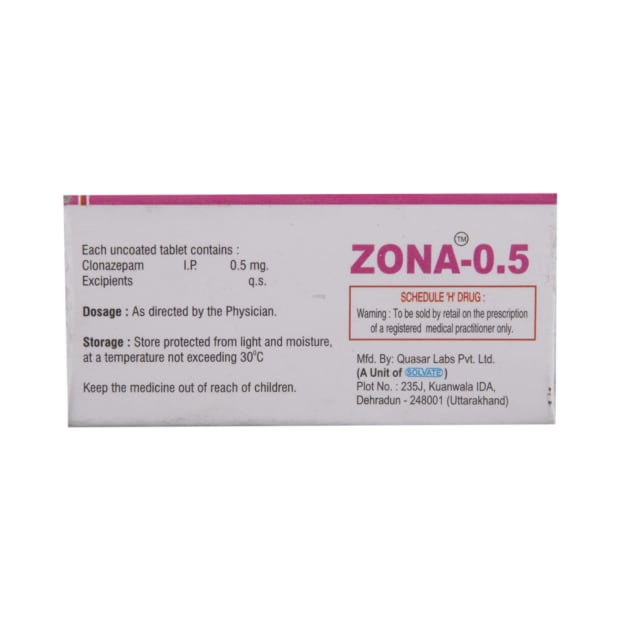 Each uncoated tablet contains :
Clonazepam I.P. 0.5 mg.
Excipients q.s.
Dosage : As directed by the Physician.
Storage : Store protected from light and moisture,
at a temperature not exceeding 30°C
Keep the medicine out of reach of children.
ZONA-0.5
TM
SCHEDULE 'H' DRUG :
Warning : To be sold by retail on the prescription
of a registered medical practitioner only.
Mfd. By: Quasar Labs Pvt. Ltd.
(A Unit of SOLVATE)
Plot No. : 235J, Kuanwala IDA,
Dehradun - 248001 (Uttarakhand)